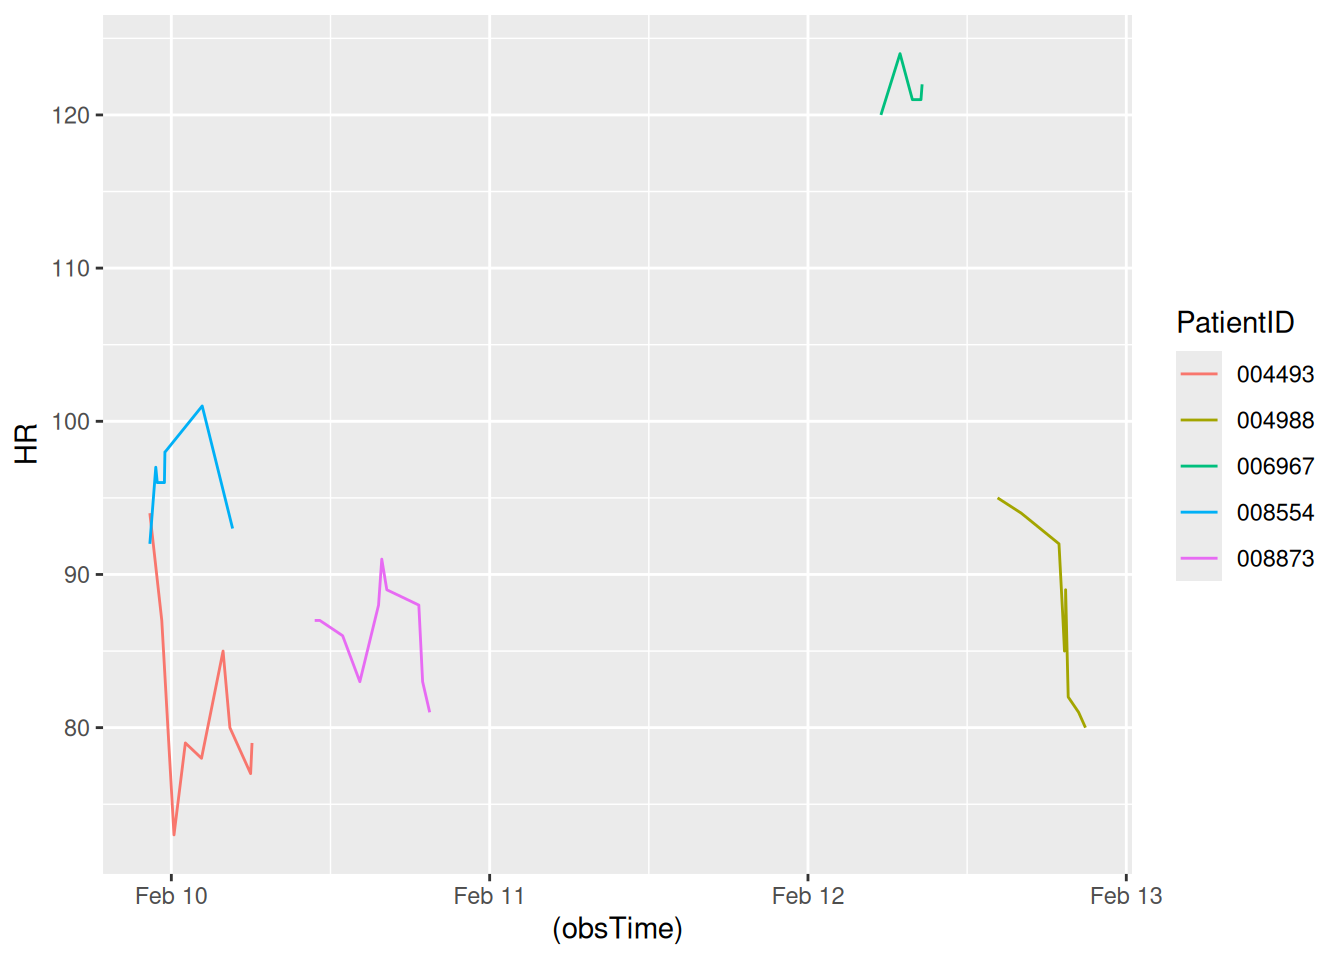 120
110
100
90
80
HR
Feb 10
Feb 11
Feb 12
Feb 13
(obsTime)
PatientID
004493
004988
006967
008554
008873